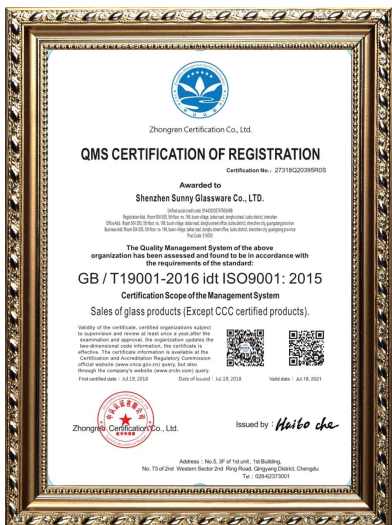 Zhongren Certification Co., Ltd.
QMS CERTIFICATION OF REGISTRATION
Certification No.: 27318Q20395R0S
Awarded to
Shenzhen Sunny Glassware Co., LTD.
The Quality Management System of the above
organization has been assessed and found to be in accordance with
the requirements of the standard:
GB / T19001-2016 idt ISO9001: 2015
Certification Scope of the Management System
Sales of glass products (Except CCC certified products).
Validity of the certificate, certified organizations subject
to supervision and review at least once a year,after the
examination and approval, the organization updates the
two-dimensional code information, the certificate is
effective. The certificate information is available at the
Certification and Accreditation Regulatory Commission
official website (www.cnca.gov.cn) query, but also
through the company's website (www.zrcln.com) query.
First certified date : Jul.19, 2018
Date of Issued : Jul.19, 2018
Valid date : Jul.18, 2021
Zhongren Certification Co., Ltd.
Issued by : Haibo che
Address : No.5, 3F of 1st unit . 1st Building,
No. 73 of 2nd Western Sector 2nd Ring Road, Qingyang District, Chengdu
Tel : 028-62373001